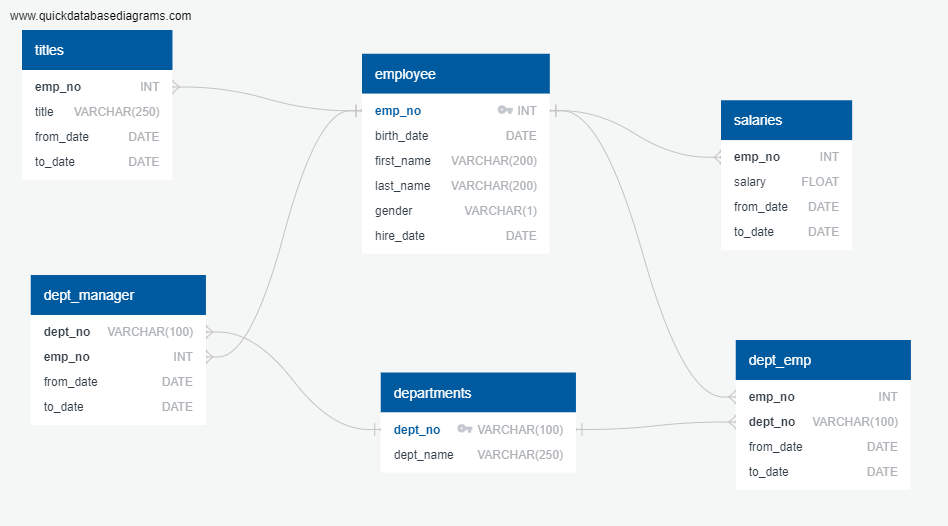 www.quickdatabasediagrams.com
titles
emp_no INT
title VARCHAR(250)
from_date DATE
to_date DATE
employee
emp_no INT
birth_date DATE
first_name VARCHAR(200)
last_name VARCHAR(200)
gender VARCHAR(1)
hire_date DATE
salaries
emp_no INT
salary FLOAT
from_date DATE
to_date DATE
dept_manager
dept_no VARCHAR(100)
emp_no INT
from_date DATE
to_date DATE
departments
dept_no VARCHAR(100)
dept_name VARCHAR(250)
dept_emp
emp_no INT
dept_no VARCHAR(100)
from_date DATE
to_date DATE